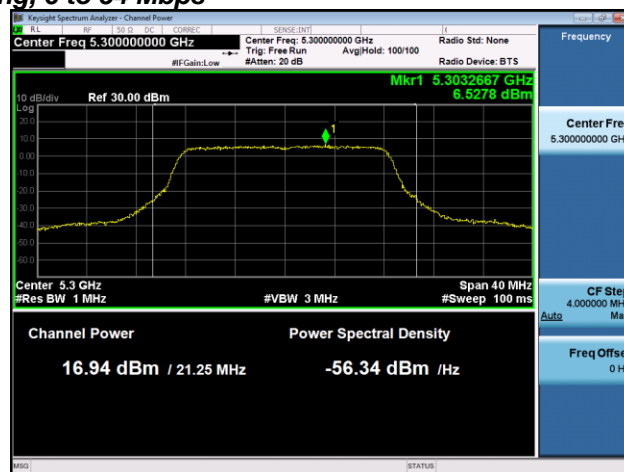 ng, 6 to 54 Mbps
Keysight Spectrum Analyzer - Channel Power
RL RF 50 Ω DC CORREC SENSE:INT
Center Freq 5.300000000 GHz
Center Freq: 5.300000000 GHz Radio Std: None
Trig: Free Run Avg|Hold: 100/100
#IFGain:Low #Atten: 20 dB Radio Device: BTS
Mkr1 5.3032667 GHz
6.5278 dBm
10 dB/div Ref 30.00 dBm
Log
20.0
10.0
0.00
-10.0
-20.0
-30.0
-40.0
-50.0
-60.0
1
Center 5.3 GHz Span 40 MHz
#Res BW 1 MHz #VBW 3 MHz #Sweep 100 ms
Channel Power Power Spectral Density
16.94 dBm / 21.25 MHz -56.34 dBm /Hz
MSG STATUS
Frequency
Center Fre
5.300000000 GH
CF Ste
4.000000 MH
Auto Ma
Freq Offse
0 H